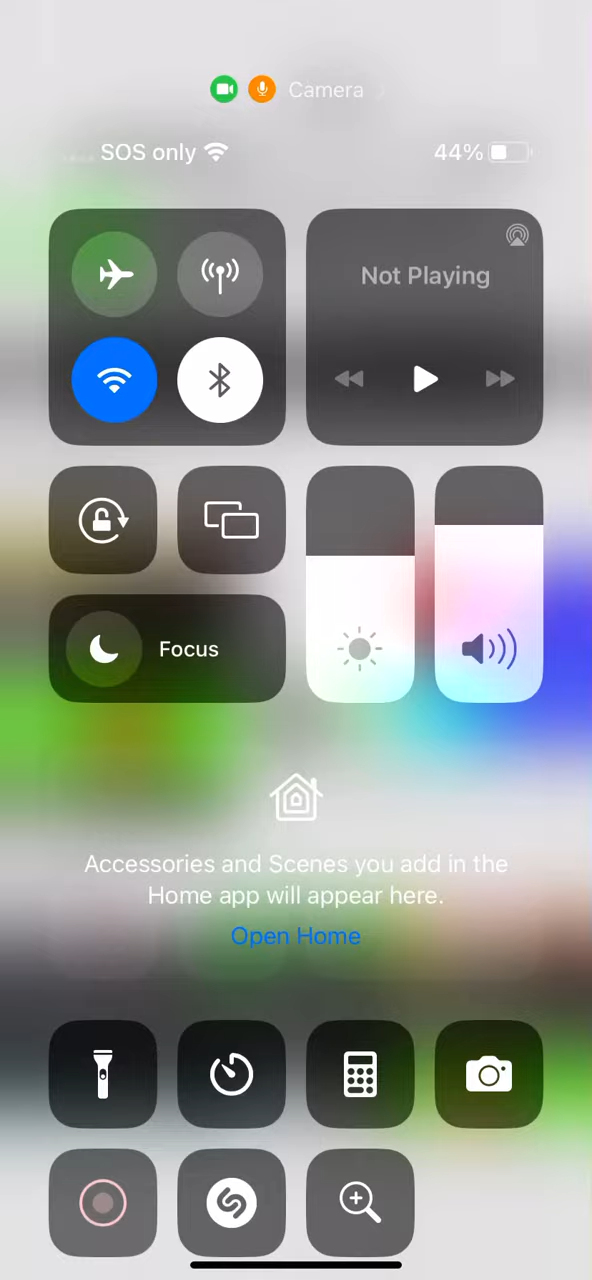 Camera
SOS only
44%
Not Playing
Focus
Accessories and Scenes you add in the
Home app will appear here.
Open Home